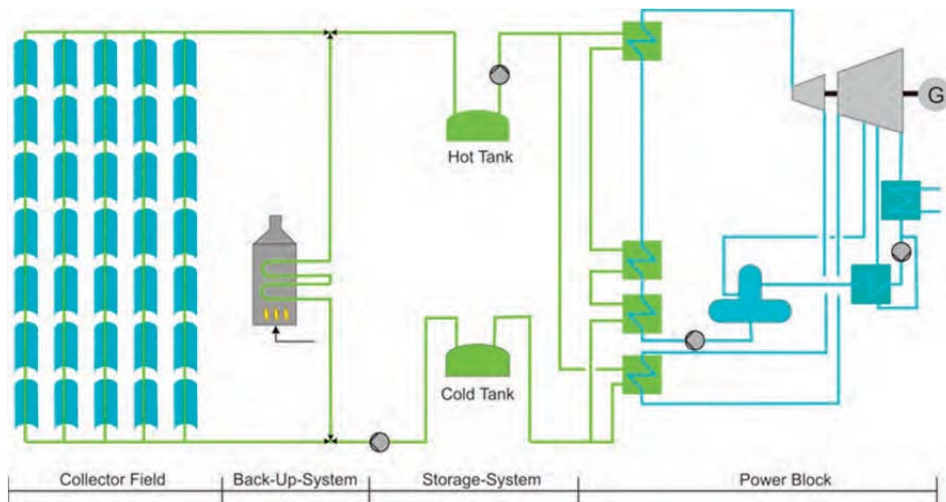 G
Hot Tank
Cold Tank
Collector Field
Back-Up-System
Storage-System
Power Block